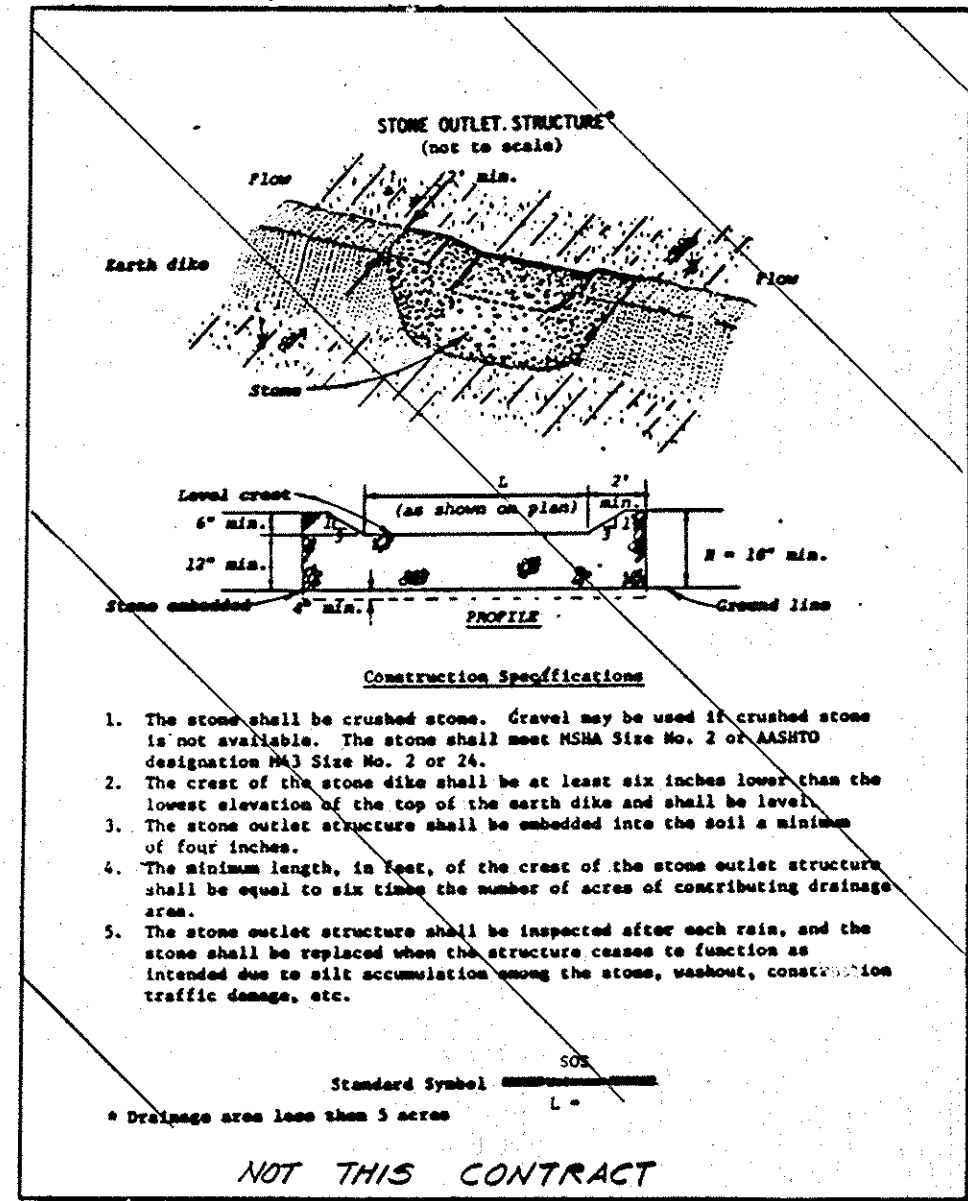 STONE OUTLET STRUCTURE*
(not to scale)
Flow
2' min.
Earth dike
Flow
Stone
Level crest
L
2'
6" min.
(as shown on plan)
min.
1
3
3
1
12" min.
H = 18" min.
Stone embedded
4" min.
Ground line
PROFILE
Construction Specifications
1. The stone shall be crushed stone. Gravel may be used if crushed stone
is not available. The stone shall meet MSHA Size No. 2 or AASHTO
designation M43 Size No. 2 or 24.
2. The crest of the stone dike shall be at least six inches lower than the
lowest elevation of the top of the earth dike and shall be level.
3. The stone outlet structure shall be embedded into the soil a minimum
of four inches.
4. The minimum length, in feet, of the crest of the stone outlet structure
shall be equal to six times the number of acres of contributing drainage
area.
5. The stone outlet structure shall be inspected after each rain, and the
stone shall be replaced when the structure ceases to function as
intended due to silt accumulation among the stone, washout, construction
traffic damage, etc.
SOS
Standard Symbol
L =
* Drainage area less then 5 acres
NOT THIS CONTRACT